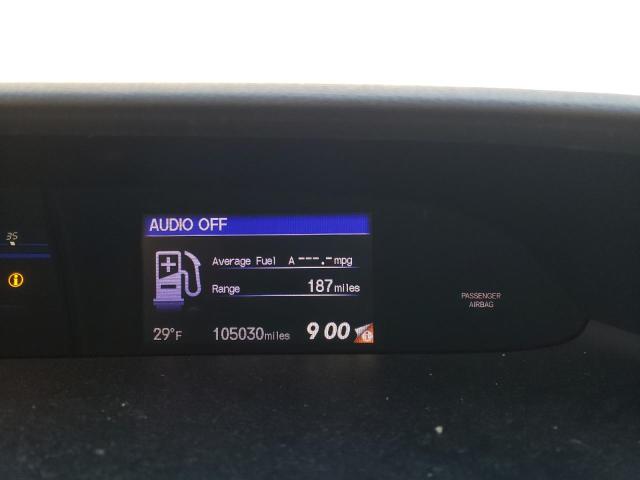 AUDIO OFF
35
Average Fuel A ---.- mpg
Range 187 miles
PASSENGER
AIRBAG
29°F 105030 miles 9 00